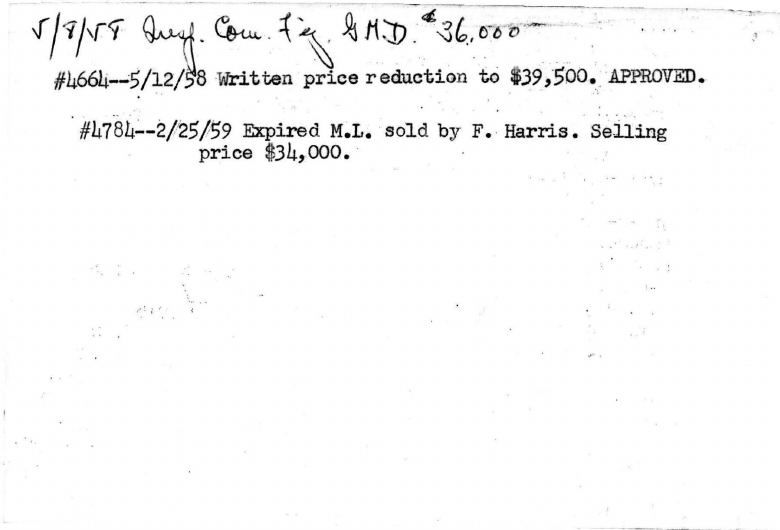 5/8/58 Insp. Com. Fig. G.M.D. $36,000
#4664--5/12/58 Written price reduction to $39,500. APPROVED.
#4784--2/25/59 Expired M.L. sold by F. Harris. Selling
price $34,000.